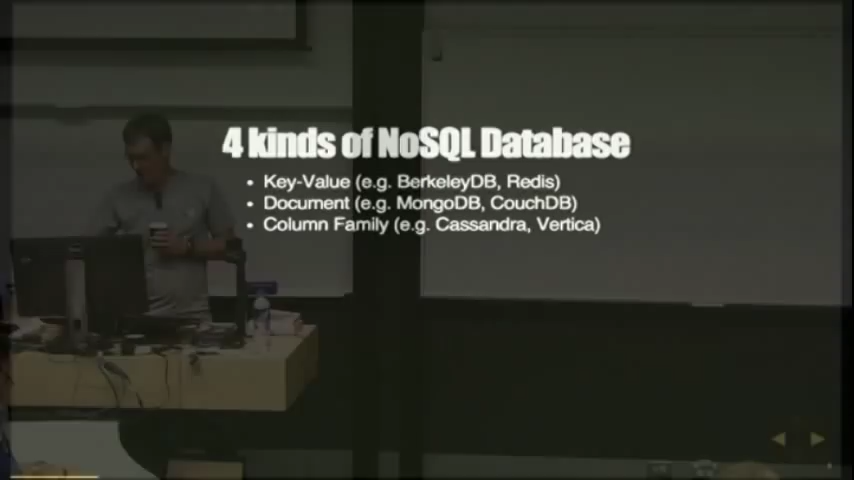 4 kinds of NoSQL Database
• Key-Value (e.g. BerkeleyDB, Redis)
• Document (e.g. MongoDB, CouchDB)
• Column Family (e.g. Cassandra, Vertica)